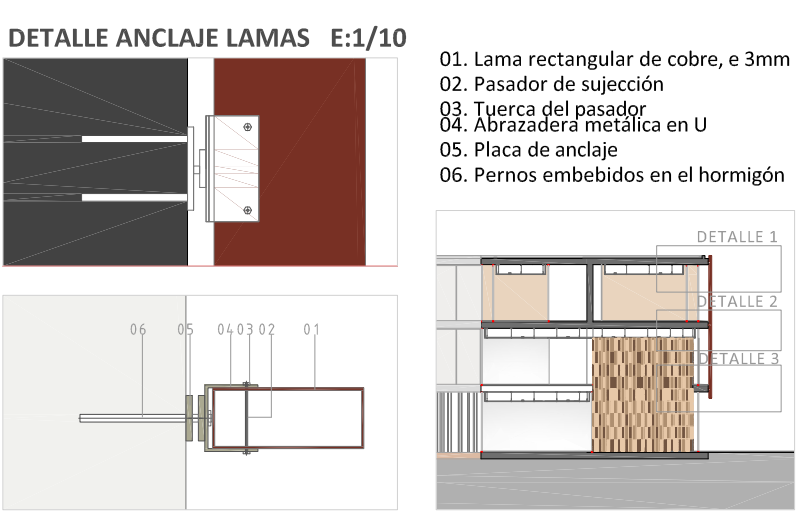 DETALLE ANCLAJE LAMAS E:1/10
01. Lama rectangular de cobre, e 3mm
02. Pasador de sujección
03. Tuerca del pasador
04. Abrazadera metálica en U
05. Placa de anclaje
06. Pernos embebidos en el hormigón
DETALLE 1
DETALLE 2
DETALLE 3
06 05 04 03 02 01